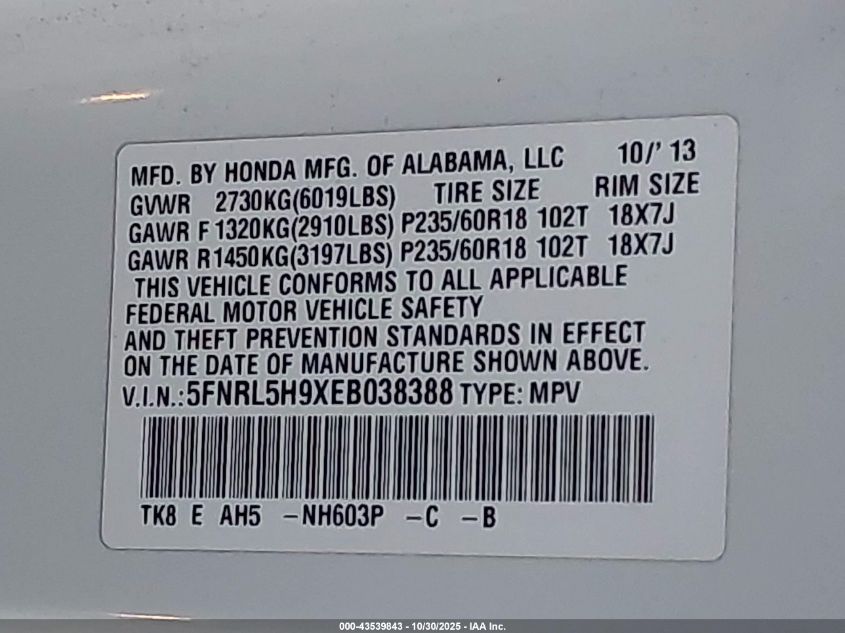 MFD. BY HONDA MFG. OF ALABAMA, LLC 10/' 13
GVWR 2730KG(6019LBS) TIRE SIZE RIM SIZE
GAWR F 1320KG(2910LBS) P235/60R18 102T 18X7J
GAWR R1450KG(3197LBS) P235/60R18 102T 18X7J
THIS VEHICLE CONFORMS TO ALL APPLICABLE
FEDERAL MOTOR VEHICLE SAFETY
AND THEFT PREVENTION STANDARDS IN EFFECT
ON THE DATE OF MANUFACTURE SHOWN ABOVE.
V.I.N.:5FNRL5H9XEB038388 TYPE: MPV
TK8 E AH5 -NH603P -C -B
000-43539843 - 10/30/2025 - IAA Inc.